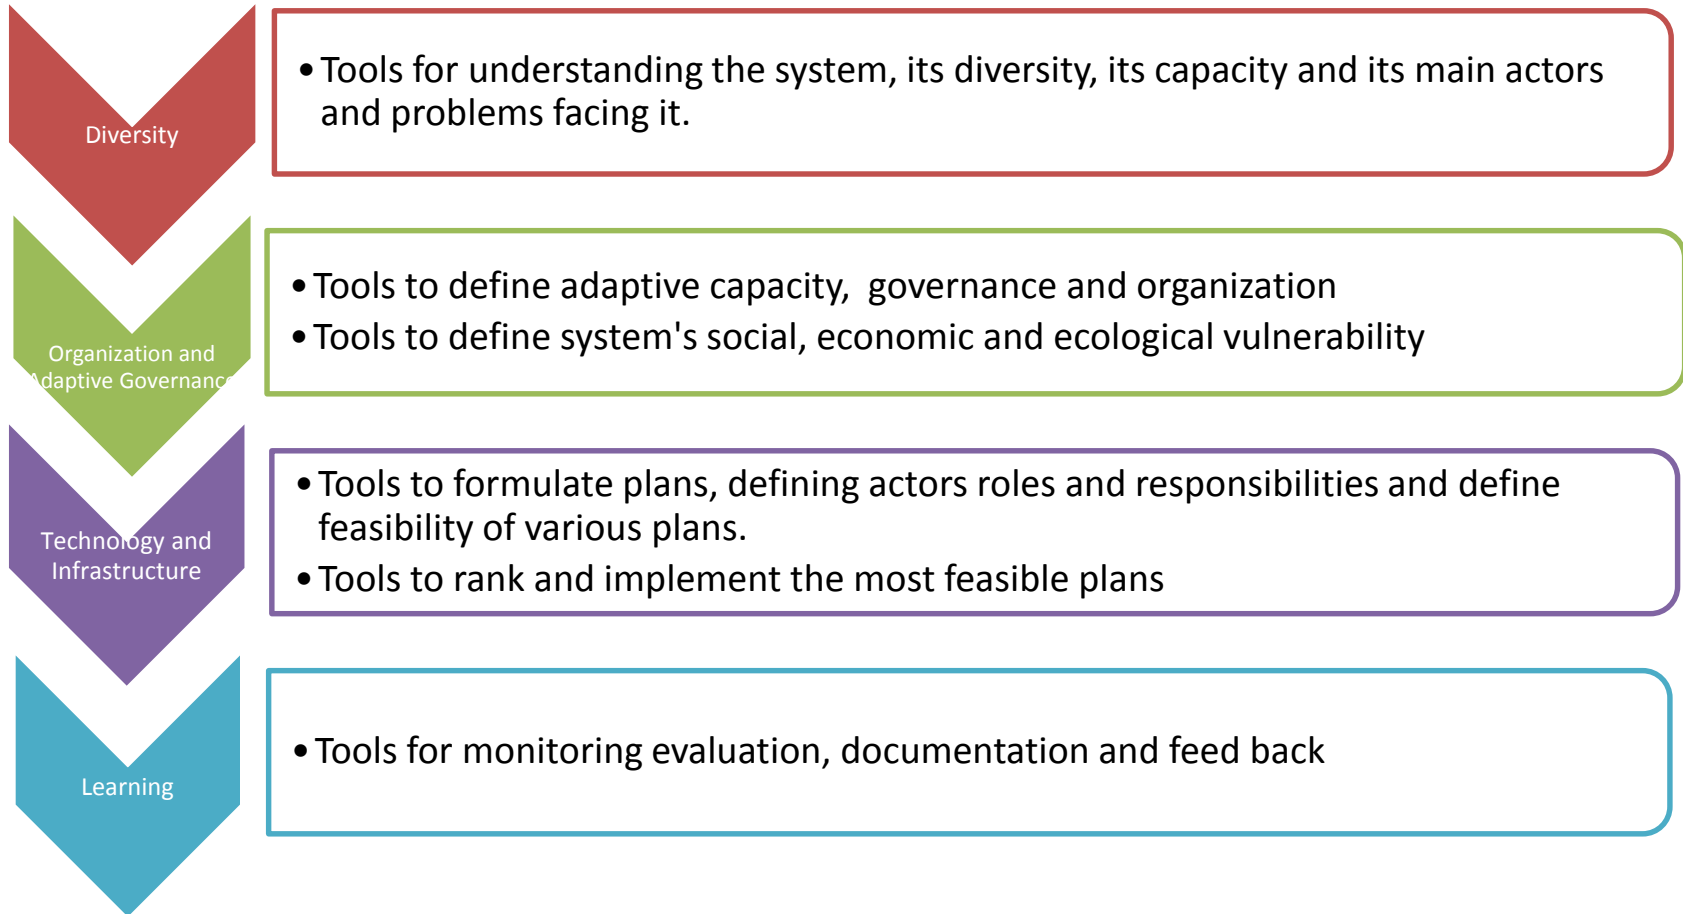 Diversity
• Tools for understanding the system, its diversity, its capacity and its main actors
and problems facing it.
Organization and
Adaptive Governance
• Tools to define adaptive capacity,  governance and organization
• Tools to define system's social, economic and ecological vulnerability
Technology and
Infrastructure
• Tools to formulate plans, defining actors roles and responsibilities and define
feasibility of various plans.
• Tools to rank and implement the most feasible plans
Learning
• Tools for monitoring evaluation, documentation and feed back